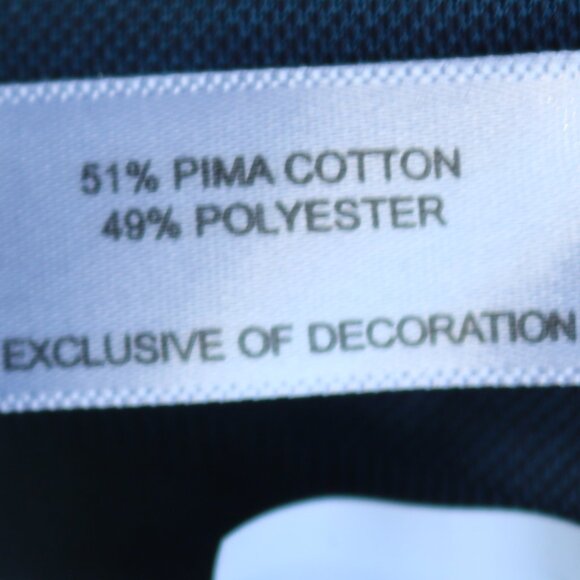 51% PIMA COTTON
49% POLYESTER
EXCLUSIVE OF DECORATION